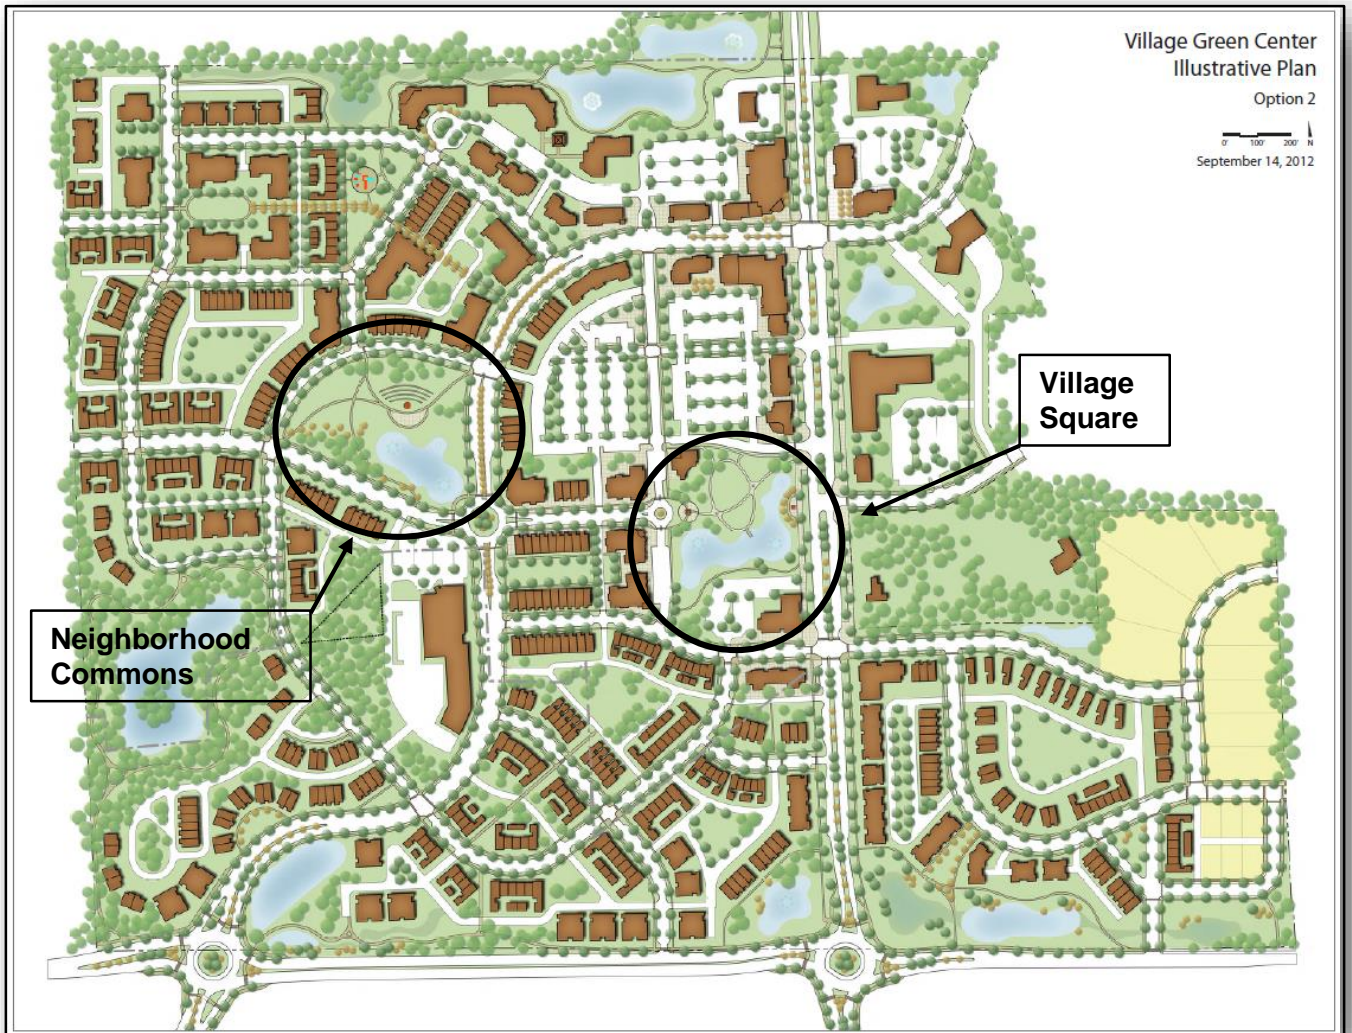 Village Green Center
Illustrative Plan
Option 2
0' 100' 200' N
September 14, 2012
Village
Square
Neighborhood
Commons